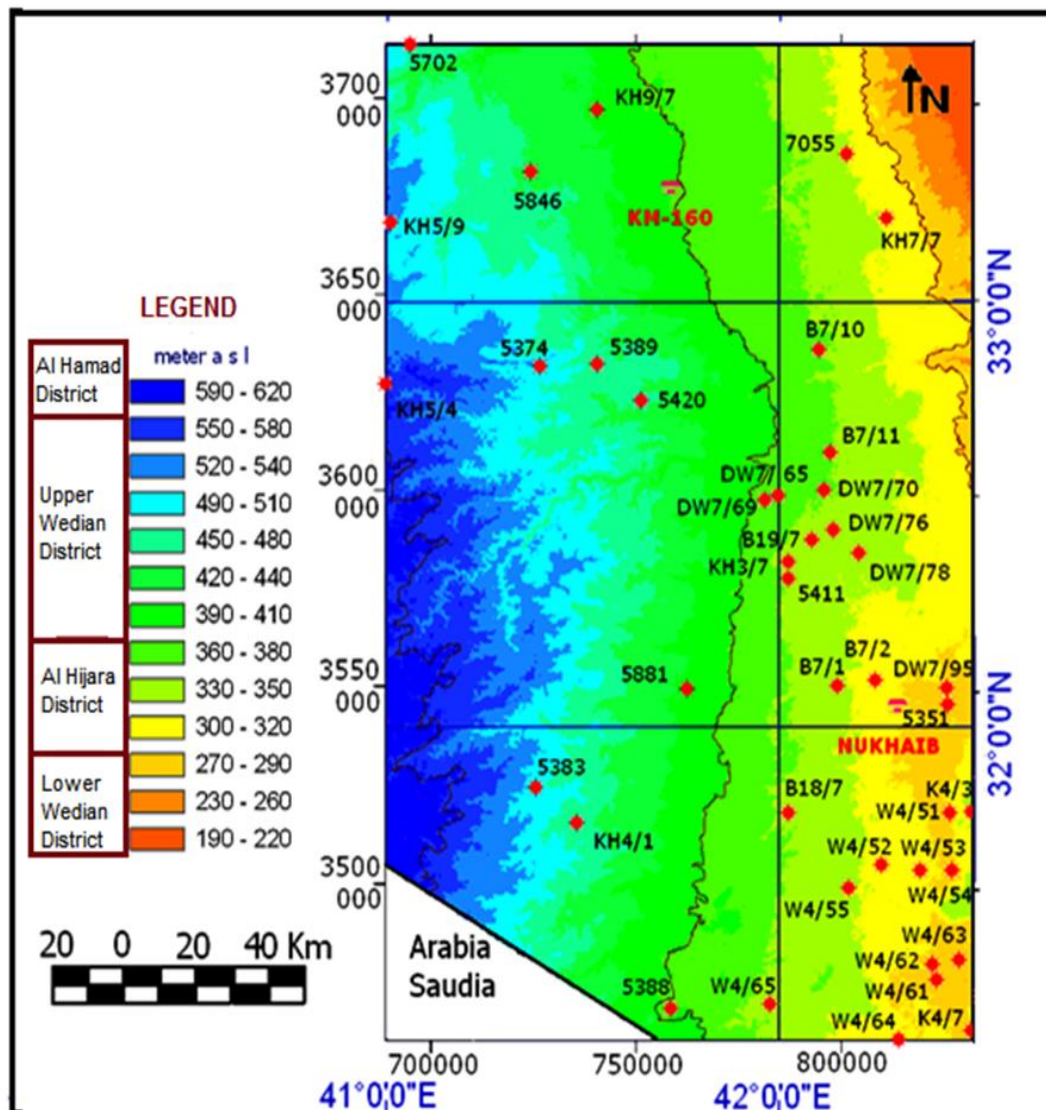 5702
3700
000
KH9/7
N
7055
5846
KH5/9
KH-160
KH7/7
3650
000
33°0'0"N
LEGEND
meter a s l
Al Hamad
District
Upper
Wedian
District
Al Hijara
District
Lower
Wedian
District
590 - 620
550 - 580
520 - 540
490 - 510
450 - 480
420 - 440
390 - 410
360 - 380
330 - 350
300 - 320
270 - 290
230 - 260
190 - 220
B7/10
5374
5389
KH5/4
5420
B7/11
3600
000
DW7/65
DW7/69
DW7/70
DW7/76
B19/7
KH3/7
DW7/78
5411
3550
000
5881
B7/2
B7/1
DW7/95
5351
NUKHAIB
32°0'0"N
5383
B18/7
K4/3
W4/51
KH4/1
W4/52
W4/53
3500
000
W4/54
W4/55
20 0 20 40 Km
Arabia
Saudia
W4/63
W4/62
W4/61
5388
W4/65
W4/64
K4/7
700000
750000
800000
41°0'0"E
42°0'0"E